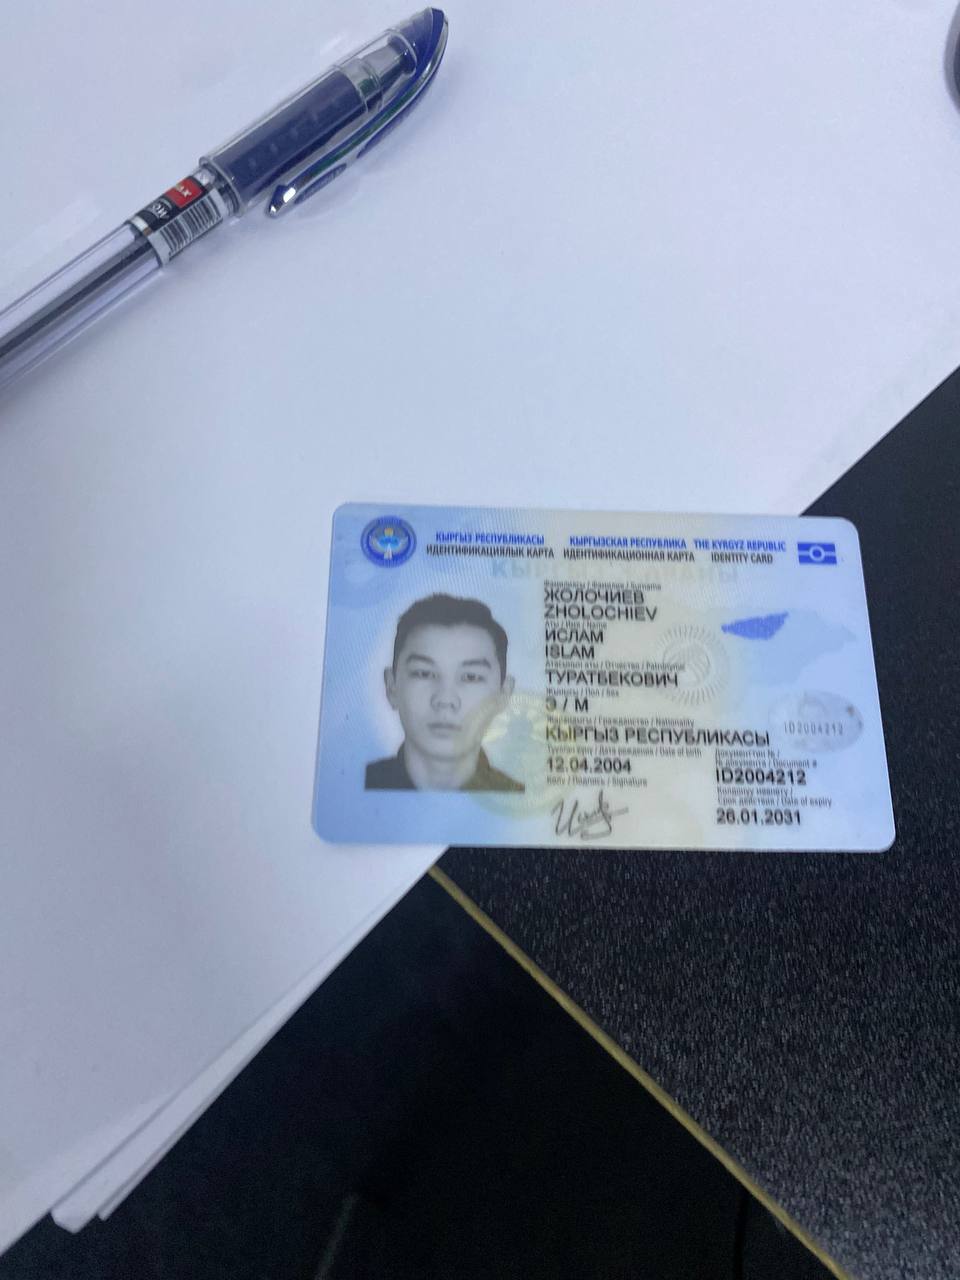 КЫРГЫЗ РЕСПУБЛИКАСЫ КЫРГЫЗСКАЯ РЕСПУБЛИКА THE KYRGYZ REPUBLIC
ИДЕНТИФИКАЦИЯЛЫК КАРТА ИДЕНТИФИКАЦИОННАЯ КАРТА IDENTITY CARD
Фамилиясы / Фамилия / Surname
ЖОЛОЧИЕВ
ZHOLOCHIEV
Аты / Имя / Name
ИСЛАМ
ISLAM
Атасынын аты / Отчество / Patronymic
ТУРАТБЕКОВИЧ
Жынысы / Пол / Sex
Э / М
Жарандыгы / Гражданство / Nationality
КЫРГЫЗ РЕСПУБЛИКАСЫ
Туулган күнү / Дата рождения / Date of birth
12.04.2004
Колу / Подпись / Signature
Документтин № /
№ документа / Document #
ID2004212
Колдонуу мөөнөтү /
Срок действия / Date of expiry
26.01.2031
ID2004212